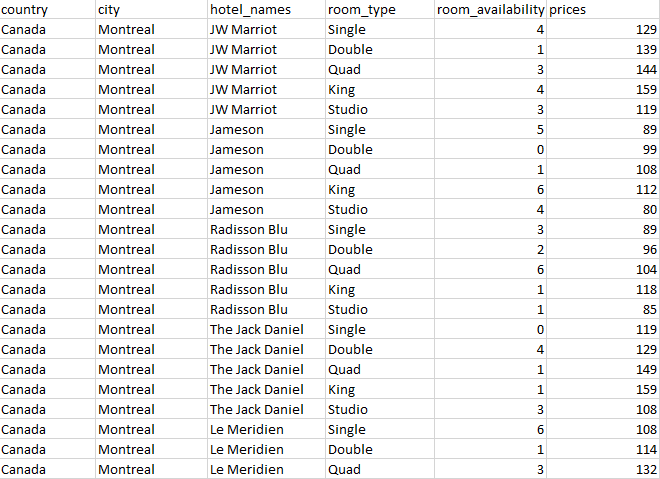 country city hotel_names room_type room_availability prices
Canada Montreal JW Marriot Single 4 129
Canada Montreal JW Marriot Double 1 139
Canada Montreal JW Marriot Quad 3 144
Canada Montreal JW Marriot King 4 159
Canada Montreal JW Marriot Studio 3 119
Canada Montreal Jameson Single 5 89
Canada Montreal Jameson Double 0 99
Canada Montreal Jameson Quad 1 108
Canada Montreal Jameson King 6 112
Canada Montreal Jameson Studio 4 80
Canada Montreal Radisson Blu Single 3 89
Canada Montreal Radisson Blu Double 2 96
Canada Montreal Radisson Blu Quad 6 104
Canada Montreal Radisson Blu King 1 118
Canada Montreal Radisson Blu Studio 1 85
Canada Montreal The Jack Daniel Single 0 119
Canada Montreal The Jack Daniel Double 4 129
Canada Montreal The Jack Daniel Quad 1 149
Canada Montreal The Jack Daniel King 1 159
Canada Montreal The Jack Daniel Studio 3 108
Canada Montreal Le Meridien Single 6 108
Canada Montreal Le Meridien Double 1 114
Canada Montreal Le Meridien Quad 3 132